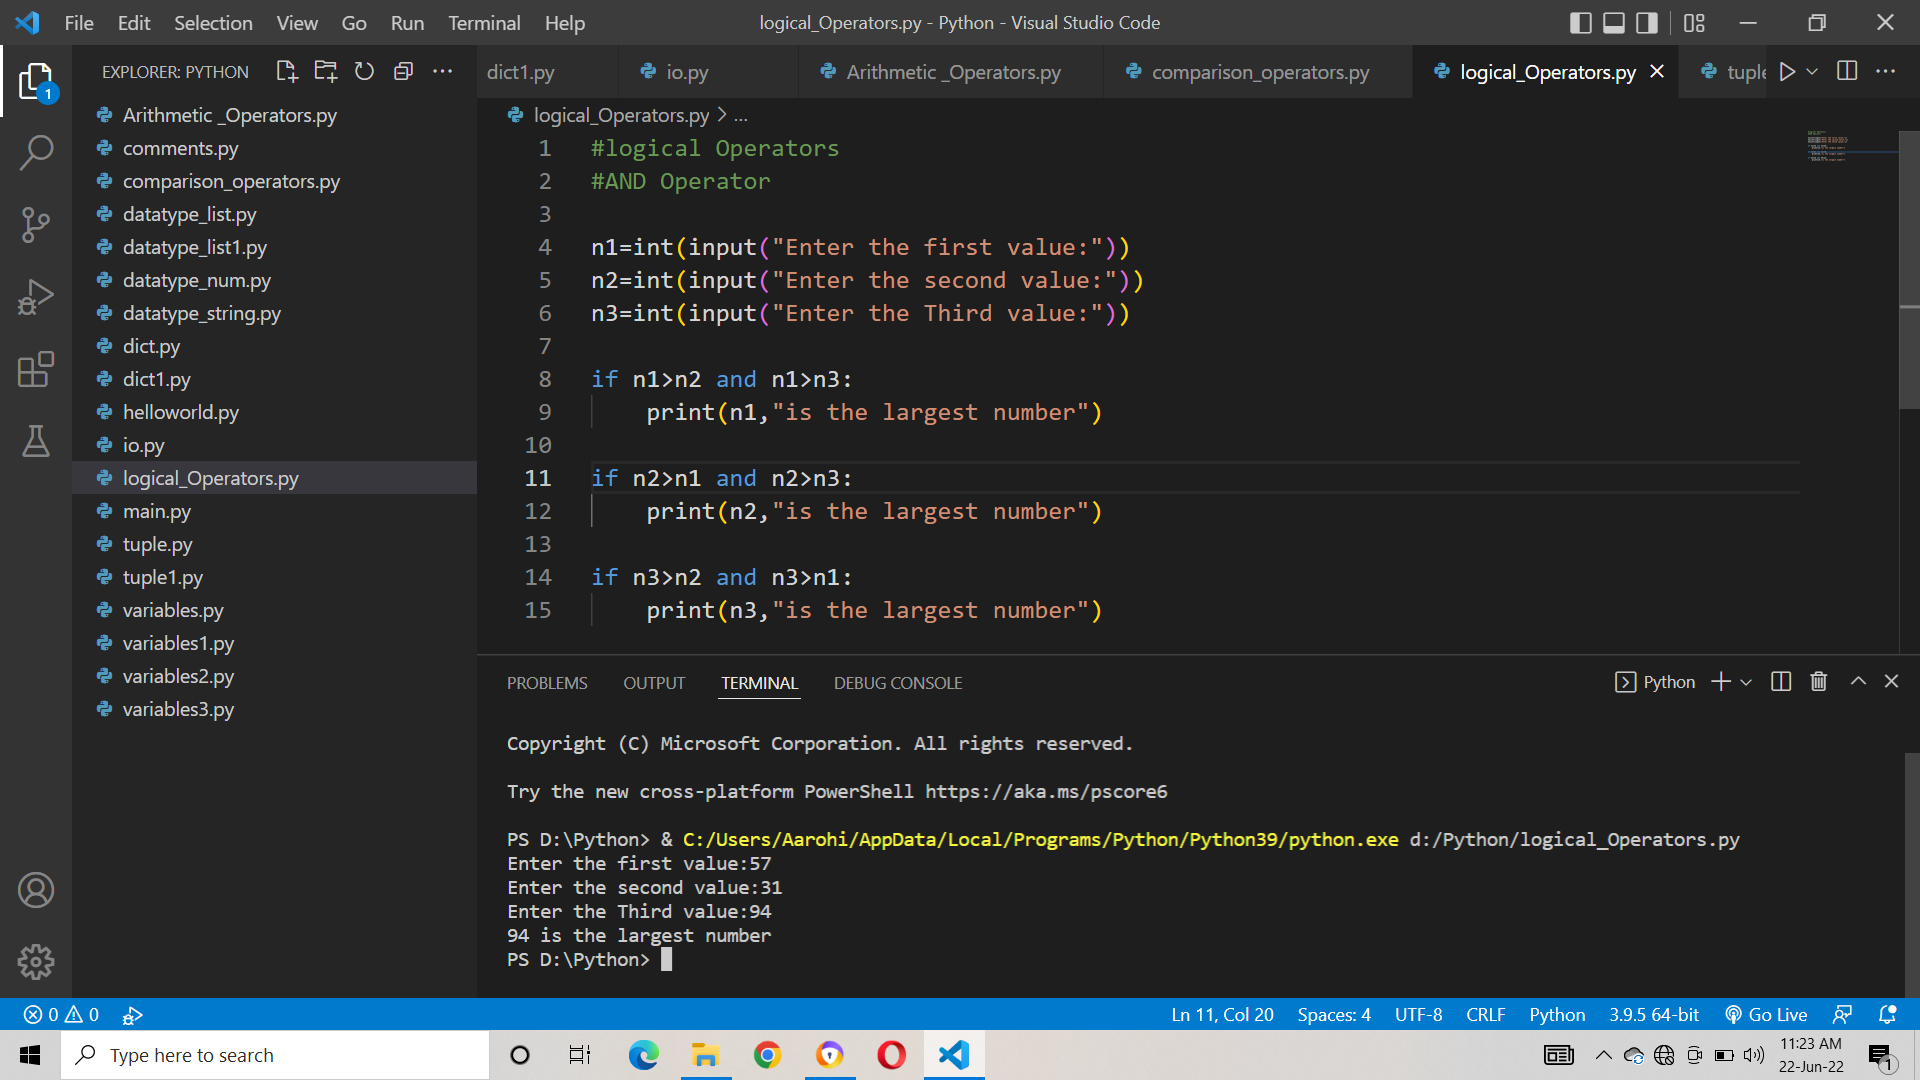 File Edit Selection View Go Run Terminal Help
logical_Operators.py - Python - Visual Studio Code
EXPLORER: PYTHON
1
Arithmetic _Operators.py
comments.py
comparison_operators.py
datatype_list.py
datatype_list1.py
datatype_num.py
datatype_string.py
dict.py
dict1.py
helloworld.py
io.py
logical_Operators.py
main.py
tuple.py
tuple1.py
variables.py
variables1.py
variables2.py
variables3.py
dict1.py io.py Arithmetic _Operators.py comparison_operators.py logical_Operators.py tuple
logical_Operators.py > ...
1 #logical Operators
2 #AND Operator
3
4 n1=int(input("Enter the first value:"))
5 n2=int(input("Enter the second value:"))
6 n3=int(input("Enter the Third value:"))
7
8 if n1>n2 and n1>n3:
9     print(n1,"is the largest number")
10
11 if n2>n1 and n2>n3:
12     print(n2,"is the largest number")
13
14 if n3>n2 and n3>n1:
15     print(n3,"is the largest number")
PROBLEMS OUTPUT TERMINAL DEBUG CONSOLE
Python
Copyright (C) Microsoft Corporation. All rights reserved.
Try the new cross-platform PowerShell https://aka.ms/pscore6
PS D:\Python> & C:/Users/Aarohi/AppData/Local/Programs/Python/Python39/python.exe d:/Python/logical_Operators.py
Enter the first value:57
Enter the second value:31
Enter the Third value:94
94 is the largest number
PS D:\Python>
0 0
Ln 11, Col 20 Spaces: 4 UTF-8 CRLF Python 3.9.5 64-bit Go Live
Type here to search
11:23 AM
22-Jun-22
1